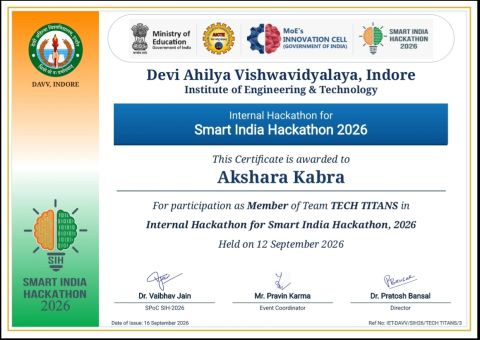 DAVV, INDORE
Ministry of
Education
Government of India
AICTE
MoE's
INNOVATION CELL
(GOVERNMENT OF INDIA)
SMART INDIA
HACKATHON
2026
Devi Ahilya Vishwavidyalaya, Indore
Institute of Engineering & Technology
Internal Hackathon for
Smart India Hackathon 2026
This Certificate is awarded to
Akshara Kabra
For participation as Member of Team TECH TITANS in
Internal Hackathon for Smart India Hackathon, 2026
Held on 12 September 2026
SIH
SMART INDIA
HACKATHON
2026
Dr. Vaibhav Jain
SPoC SIH-2026
Mr. Pravin Karma
Event Coordinator
Dr. Pratosh Bansal
Director
Date of Issue: 16 September 2026
Ref No: IET-DAVV/SIH26/TECH TITANS/3